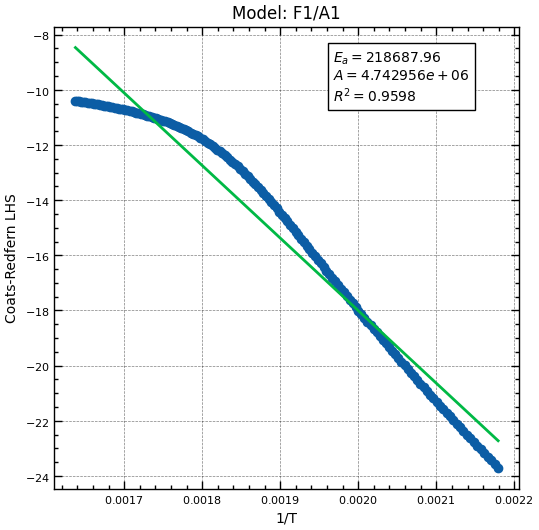 Model: F1/A1
E_a = 218687.96
A = 4.742956e + 06
R^2 = 0.9598
Coats-Redfern LHS
−8
−10
−12
−14
−16
−18
−20
−22
−24
0.0017 0.0018 0.0019 0.0020 0.0021 0.0022
1/T